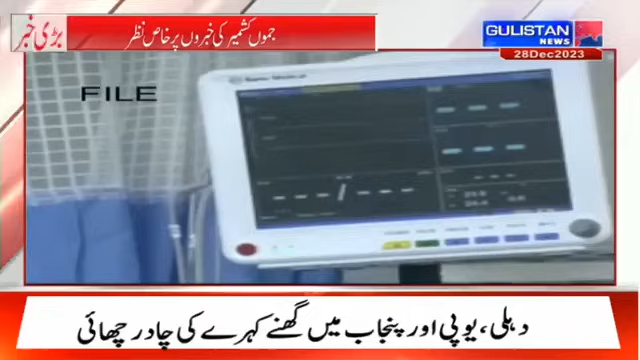 بڑی خبر
جموں کشمیر کی خبروں پر خاص نظر
GULISTAN
NEWS
28Dec2023
FILE
دہلی، یوپی اور پنجاب میں گھنے کہرے کی چادر چھائی